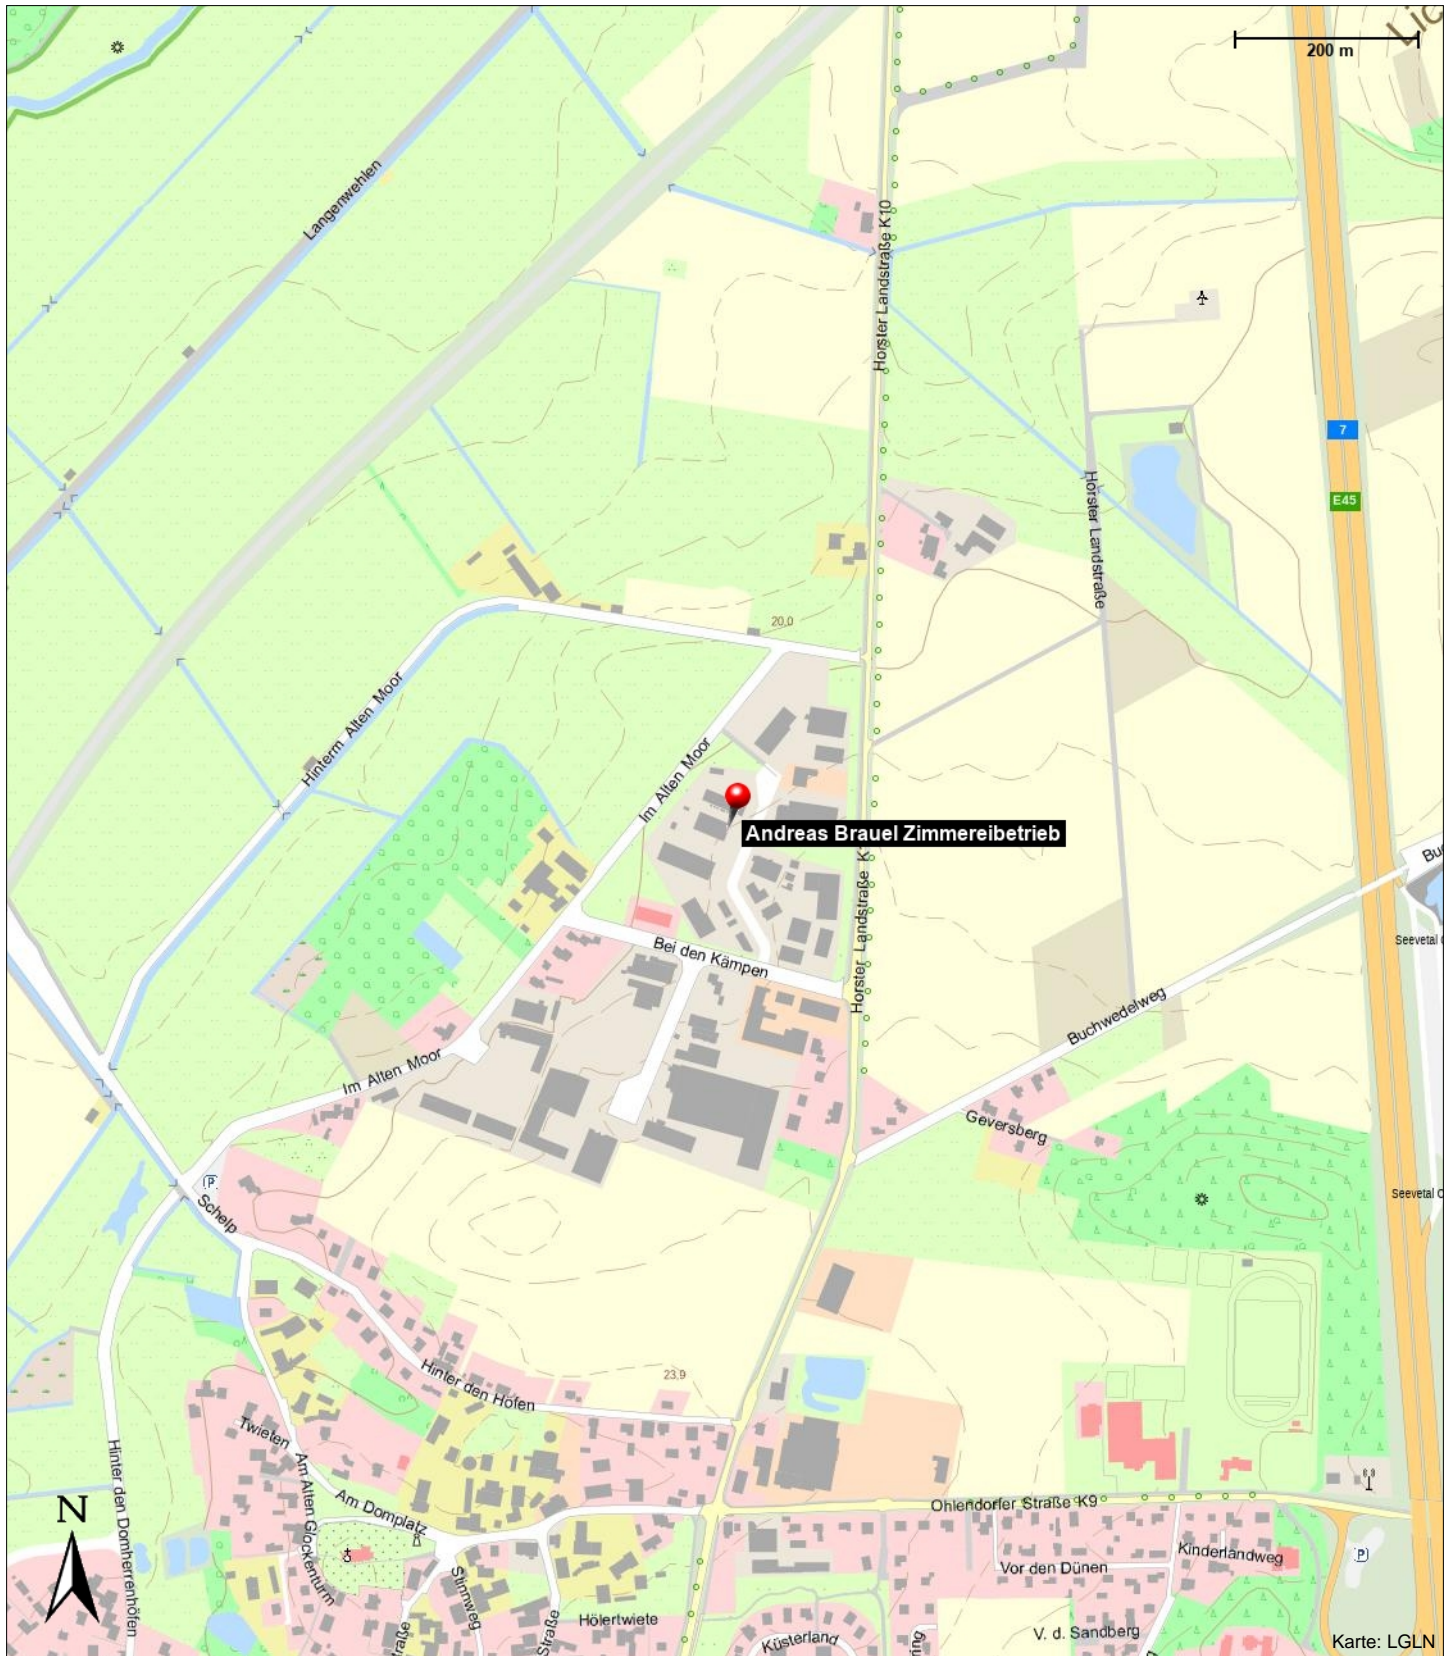 200 m
Langenwehlen
Horster Landstraße K10
7
E45
Horster Landstraße
20,0
Hinterm Alten Moor
Im Alten Moor
Andreas Brauel Zimmereibetrieb
Horster Landstraße
Bei den Kämpen
Seevetal
Buchwedelweg
Im Alten Moor
Geversberg
P
Seevetal
Schelp
Hinter den Höfen
23,9
Twieten
Hinter den Domherrenhöfen
Am Alten Glockenturm
Am Domplatz
Ohlendorfer Straße K9
N
Stinnweg
Straße
Hölertwiete
Küsterland
Vor den Dünen
Kinderlandweg
P
V. d. Sandberg
Karte: LGLN